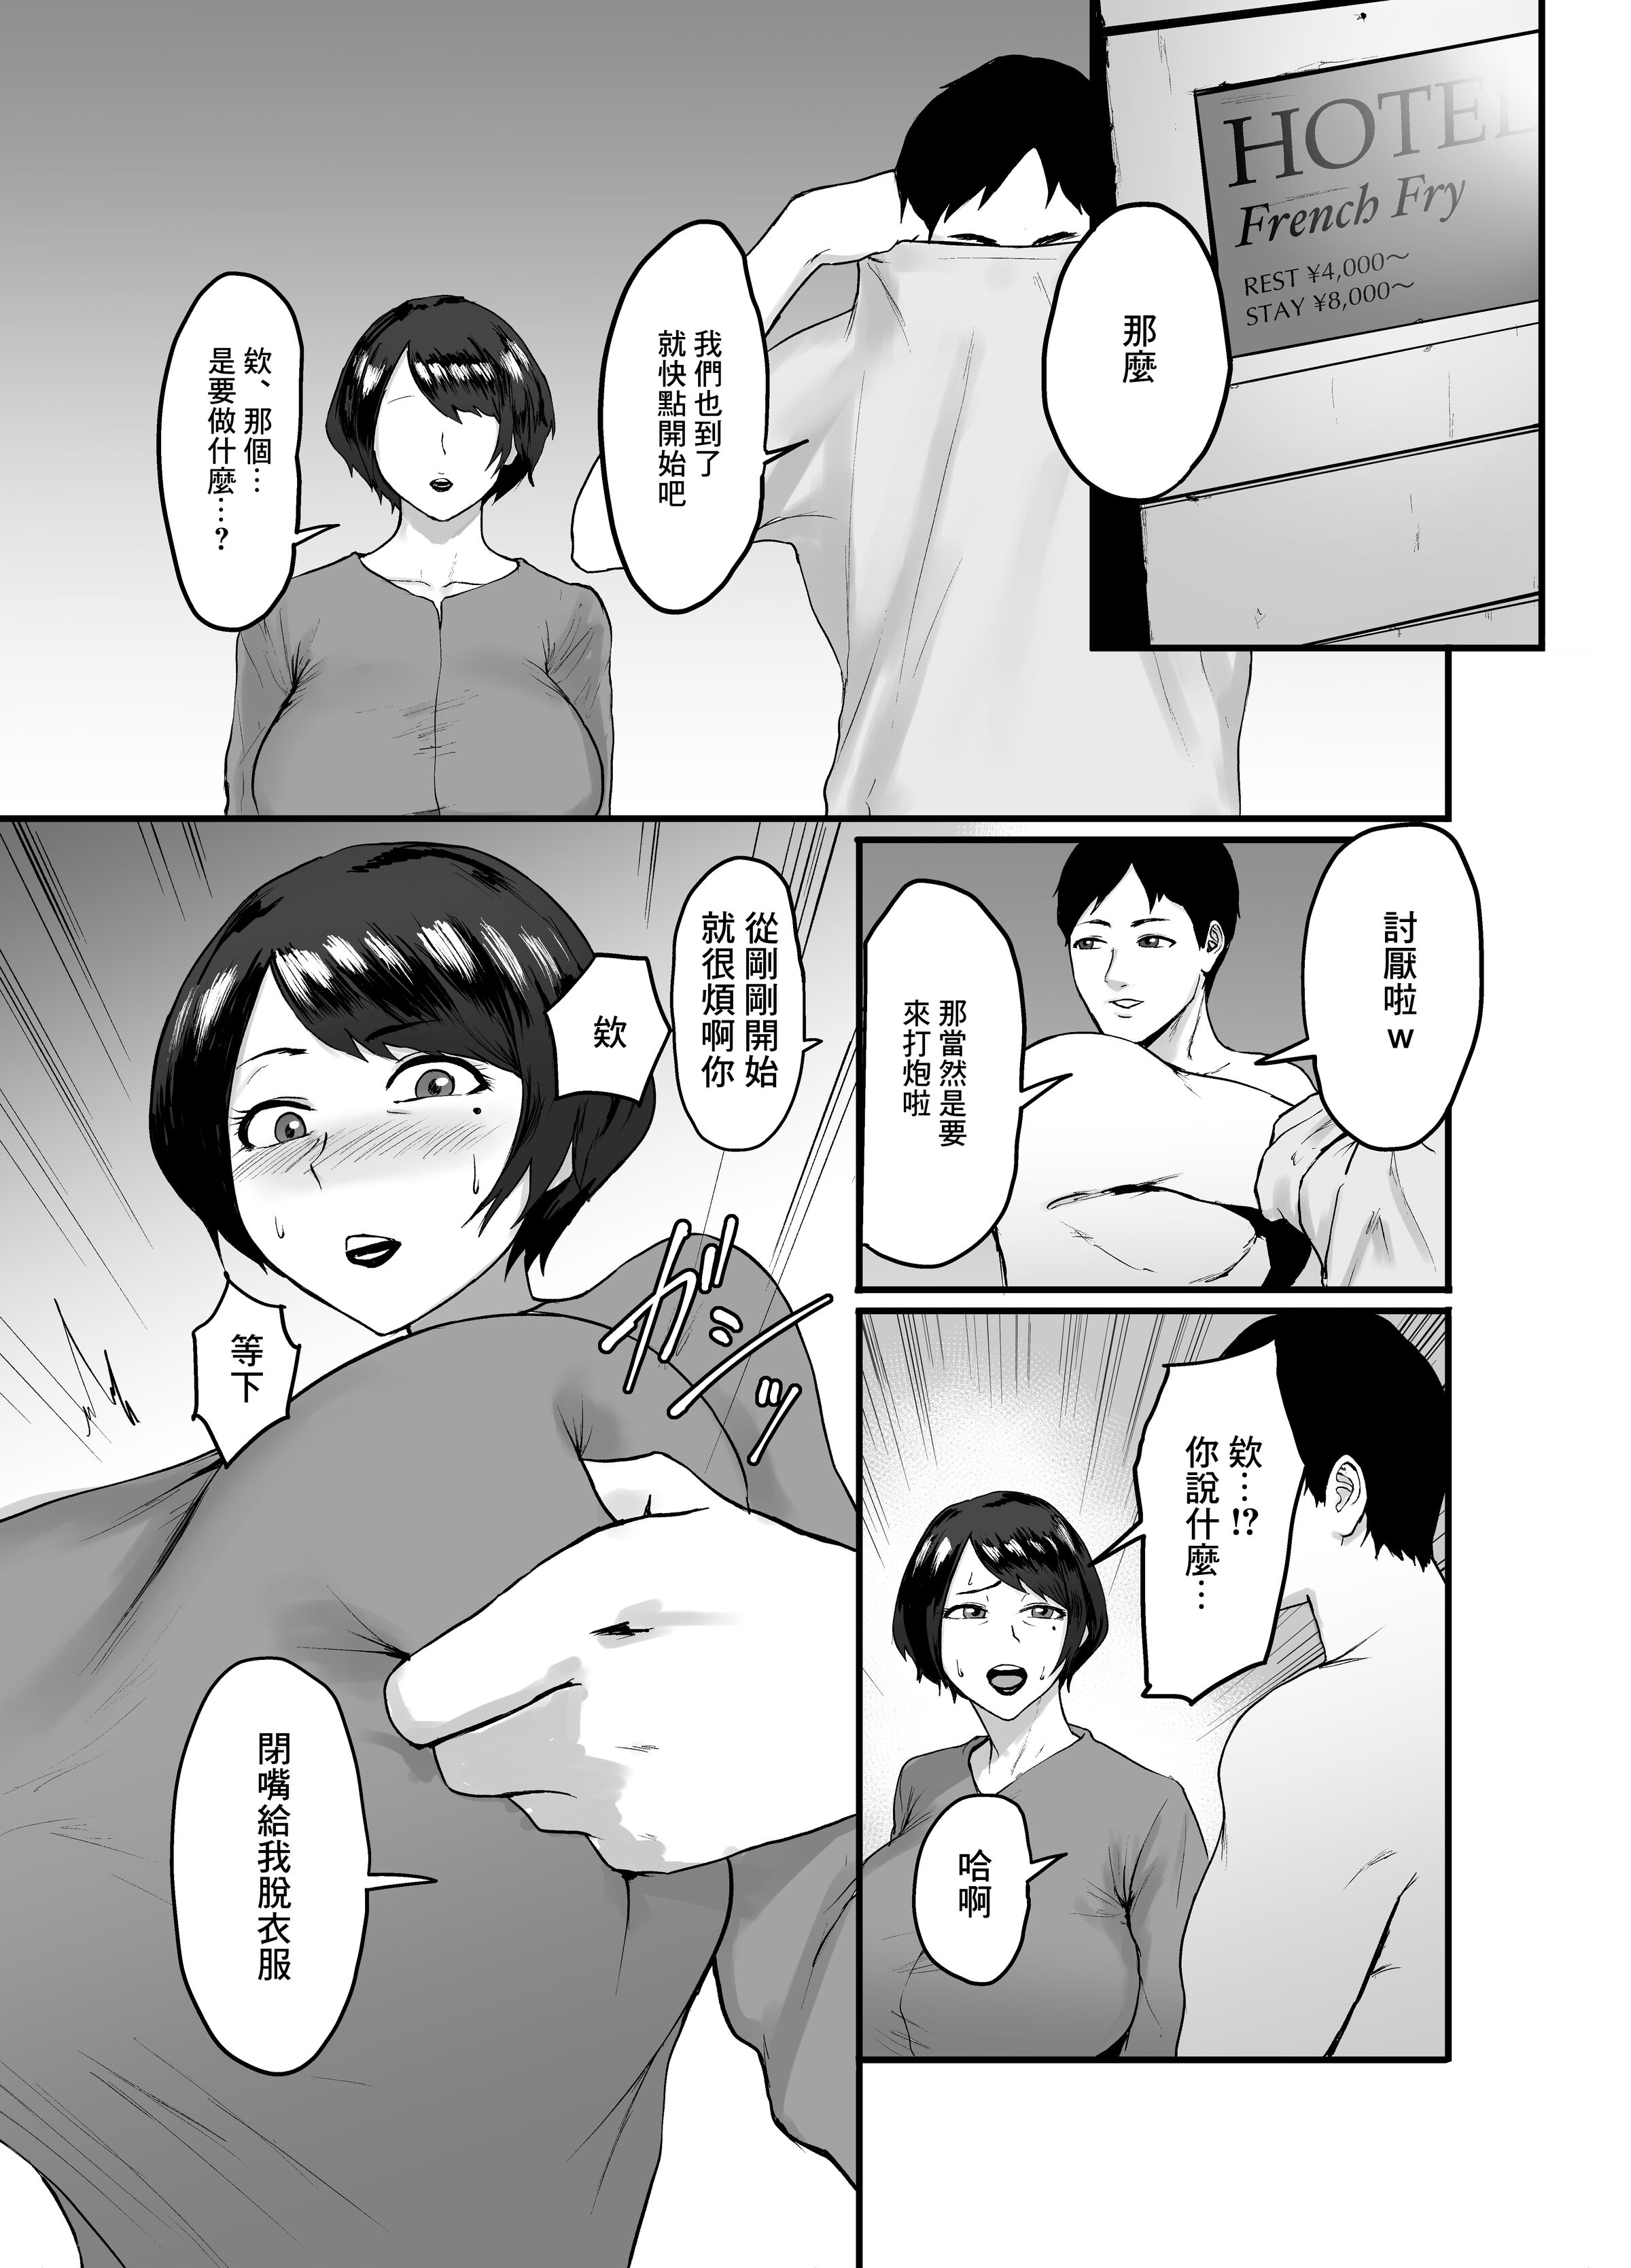 HOTEL
French Fry
REST ¥4,000～
STAY ¥8,000～
那麼
我們也到了
就快點開始吧
欸、那個…
是要做什麼…?
討厭啦w
那當然是要
來打炮啦
欸…!?
你說什麼…
哈啊
從剛剛開始
就很煩啊你
欸
ガシッ
等下
閉嘴給我脫衣服